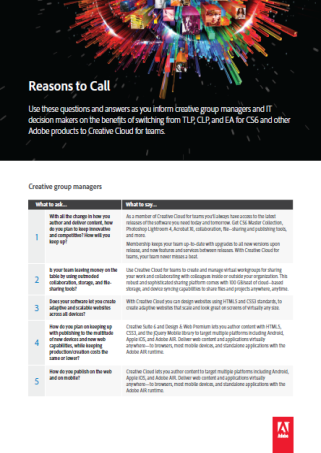 Reasons to Call
Use these questions and answers as you inform creative group managers and IT
decision makers on the benefits of switching from TLP, CLP, and EA for CS6 and other
Adobe products to Creative Cloud for teams.
Creative group managers
What to ask...
What to say...
1
With all the change in how you
author and deliver content, how
do you plan to keep innovative
and competitive? How will you
keep up?
As a member of Creative Cloud for teams you'll always have access to the latest
releases of the software you need today and tomorrow. Get CS6 Master Collection,
Photoshop Lightroom 4, Acrobat XI, collaboration, file-sharing and publishing tools,
and more.
Membership keeps your team up-to-date with upgrades to all new versions upon
release, and new features and services between releases. With Creative Cloud for
teams, your team never misses a beat.
2
Is your team leaving money on the
table by using outmoded
collaboration, storage, and file-
sharing tools?
Use Creative Cloud for teams to create and manage virtual workgroups for sharing
your work and collaborating with colleagues inside or outside your organization. This
robust and sophisticated sharing platform comes with 100 GB/seat of cloud-based
storage, and device syncing capabilities to share files and projects anywhere, anytime.
3
Does your software let you create
adaptive and scalable websites
across all devices?
With Creative Cloud you can design websites using HTML5 and CSS3 standards, to
create adaptive websites that scale and look great on screens of virtually any size.
4
How do you plan on keeping up
with publishing to the multitude
of new devices and new web
capabilities, while keeping
production/creation costs the
same or lower?
Creative Suite 6 and Design & Web Premium lets you author content with HTML5,
CSS3, and the jQuery Mobile library to target multiple platforms including Android,
Apple iOS, and Adobe AIR. Deliver web content and applications virtually
anywhere—to browsers, most mobile devices, and standalone applications with the
Adobe AIR runtime.
5
How do you publish on the web
and on mobile?
Creative Cloud lets you author content to target multiple platforms including Android,
Apple iOS, and Adobe AIR. Deliver web content and applications virtually
anywhere—to browsers, most mobile devices, and standalone applications with the
Adobe AIR runtime.
Adobe